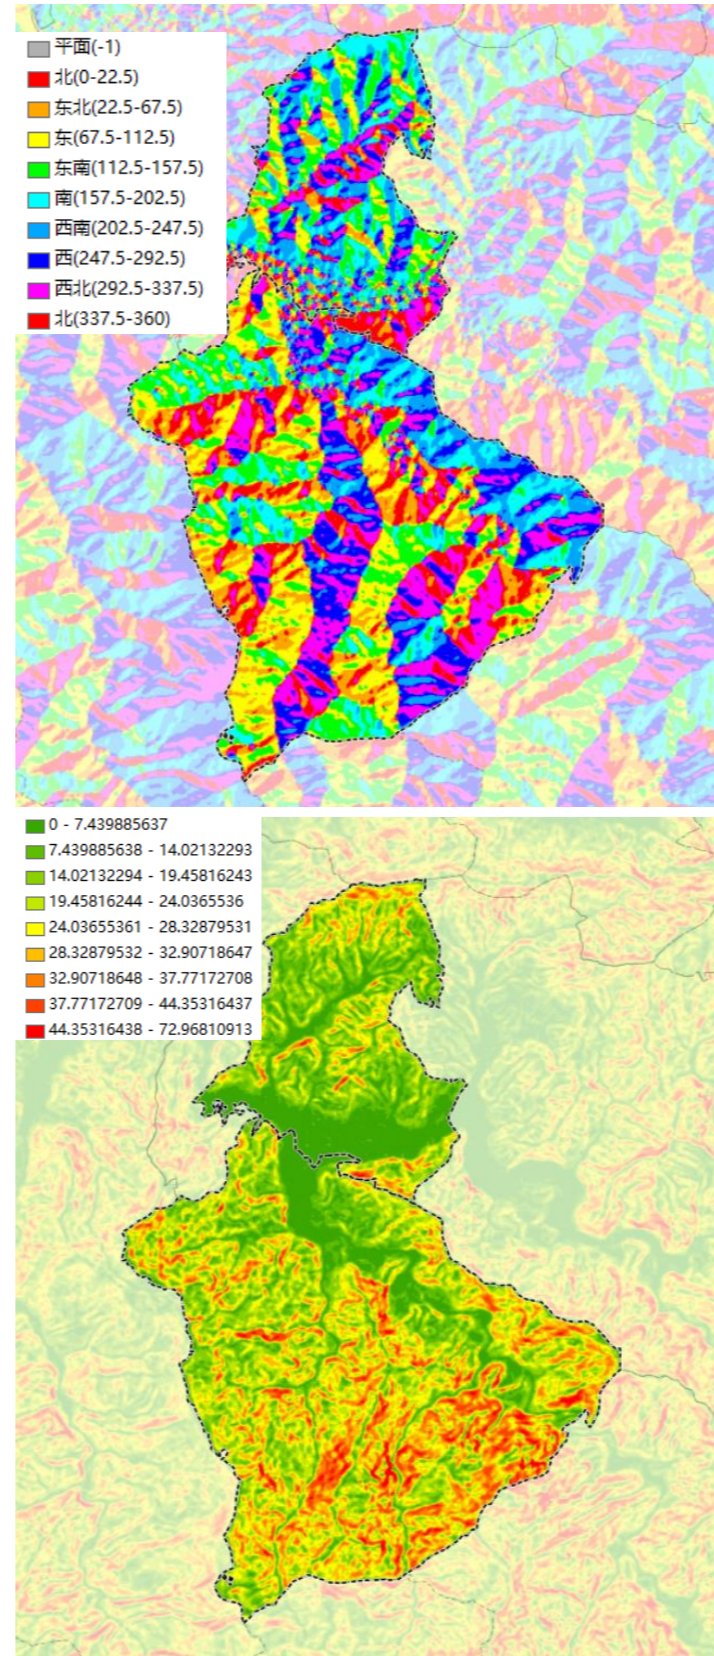 平面(-1)
北(0-22.5)
东北(22.5-67.5)
东(67.5-112.5)
东南(112.5-157.5)
南(157.5-202.5)
西南(202.5-247.5)
西(247.5-292.5)
西北(292.5-337.5)
北(337.5-360)
0 - 7.439885637
7.439885638 - 14.02132293
14.02132294 - 19.45816243
19.45816244 - 24.0365536
24.03655361 - 28.32879531
28.32879532 - 32.90718647
32.90718648 - 37.77172708
37.77172709 - 44.35316437
44.35316438 - 72.96810913